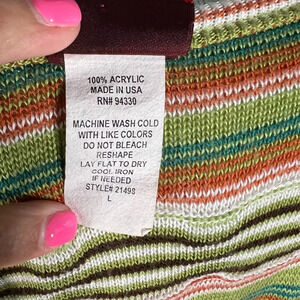 100% ACRYLIC
MADE IN USA
RN# 94330
MACHINE WASH COLD
WITH LIKE COLORS
DO NOT BLEACH
RESHAPE
LAY FLAT TO DRY
COOL IRON
IF NEEDED
STYLE# 21498
L